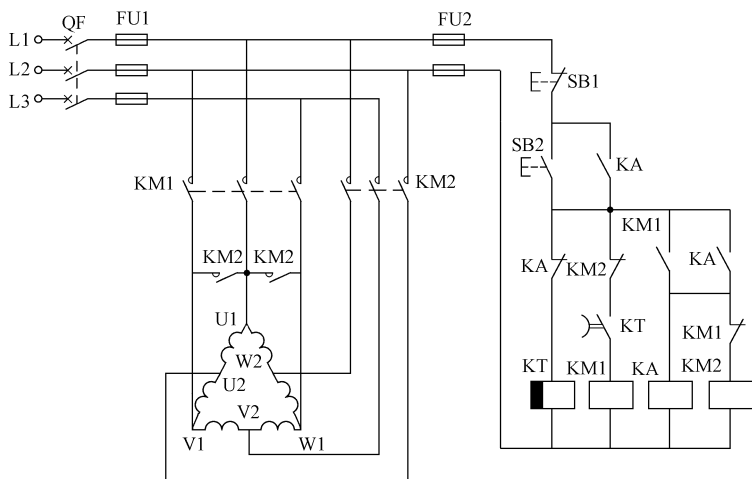 QF FU1 FU2
L1
L2
L3
SB1
SB2 KA
KM1 KM2
KM1
KM2 KM2
KA KM2 KA
U1
KT KM1
W2
U2
V2
KT KM1 KA KM2
V1 W1